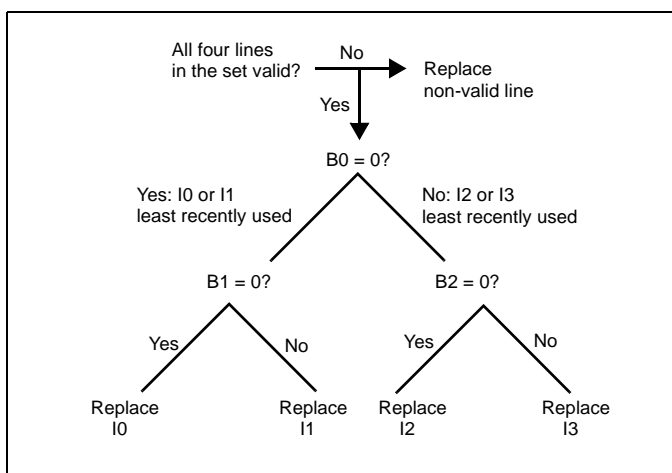 All four lines
in the set valid?
No
Replace
non-valid line
Yes
B0 = 0?
Yes: I0 or I1
least recently used
No: I2 or I3
least recently used
B1 = 0?
B2 = 0?
Yes
No
Yes
No
Replace
I0
Replace
I1
Replace
I2
Replace
I3